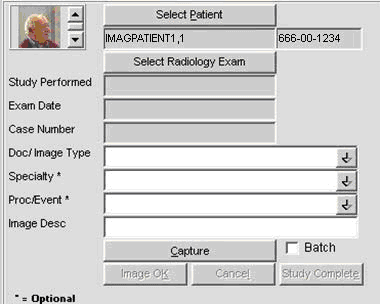 Select Patient
IMAGPATIENT1,1 666-00-1234
Select Radiology Exam
Study Performed
Exam Date
Case Number
Doc/ Image Type
Specialty *
Proc/Event *
Image Desc
Capture Batch
Image OK Cancel Study Complete
* = Optional